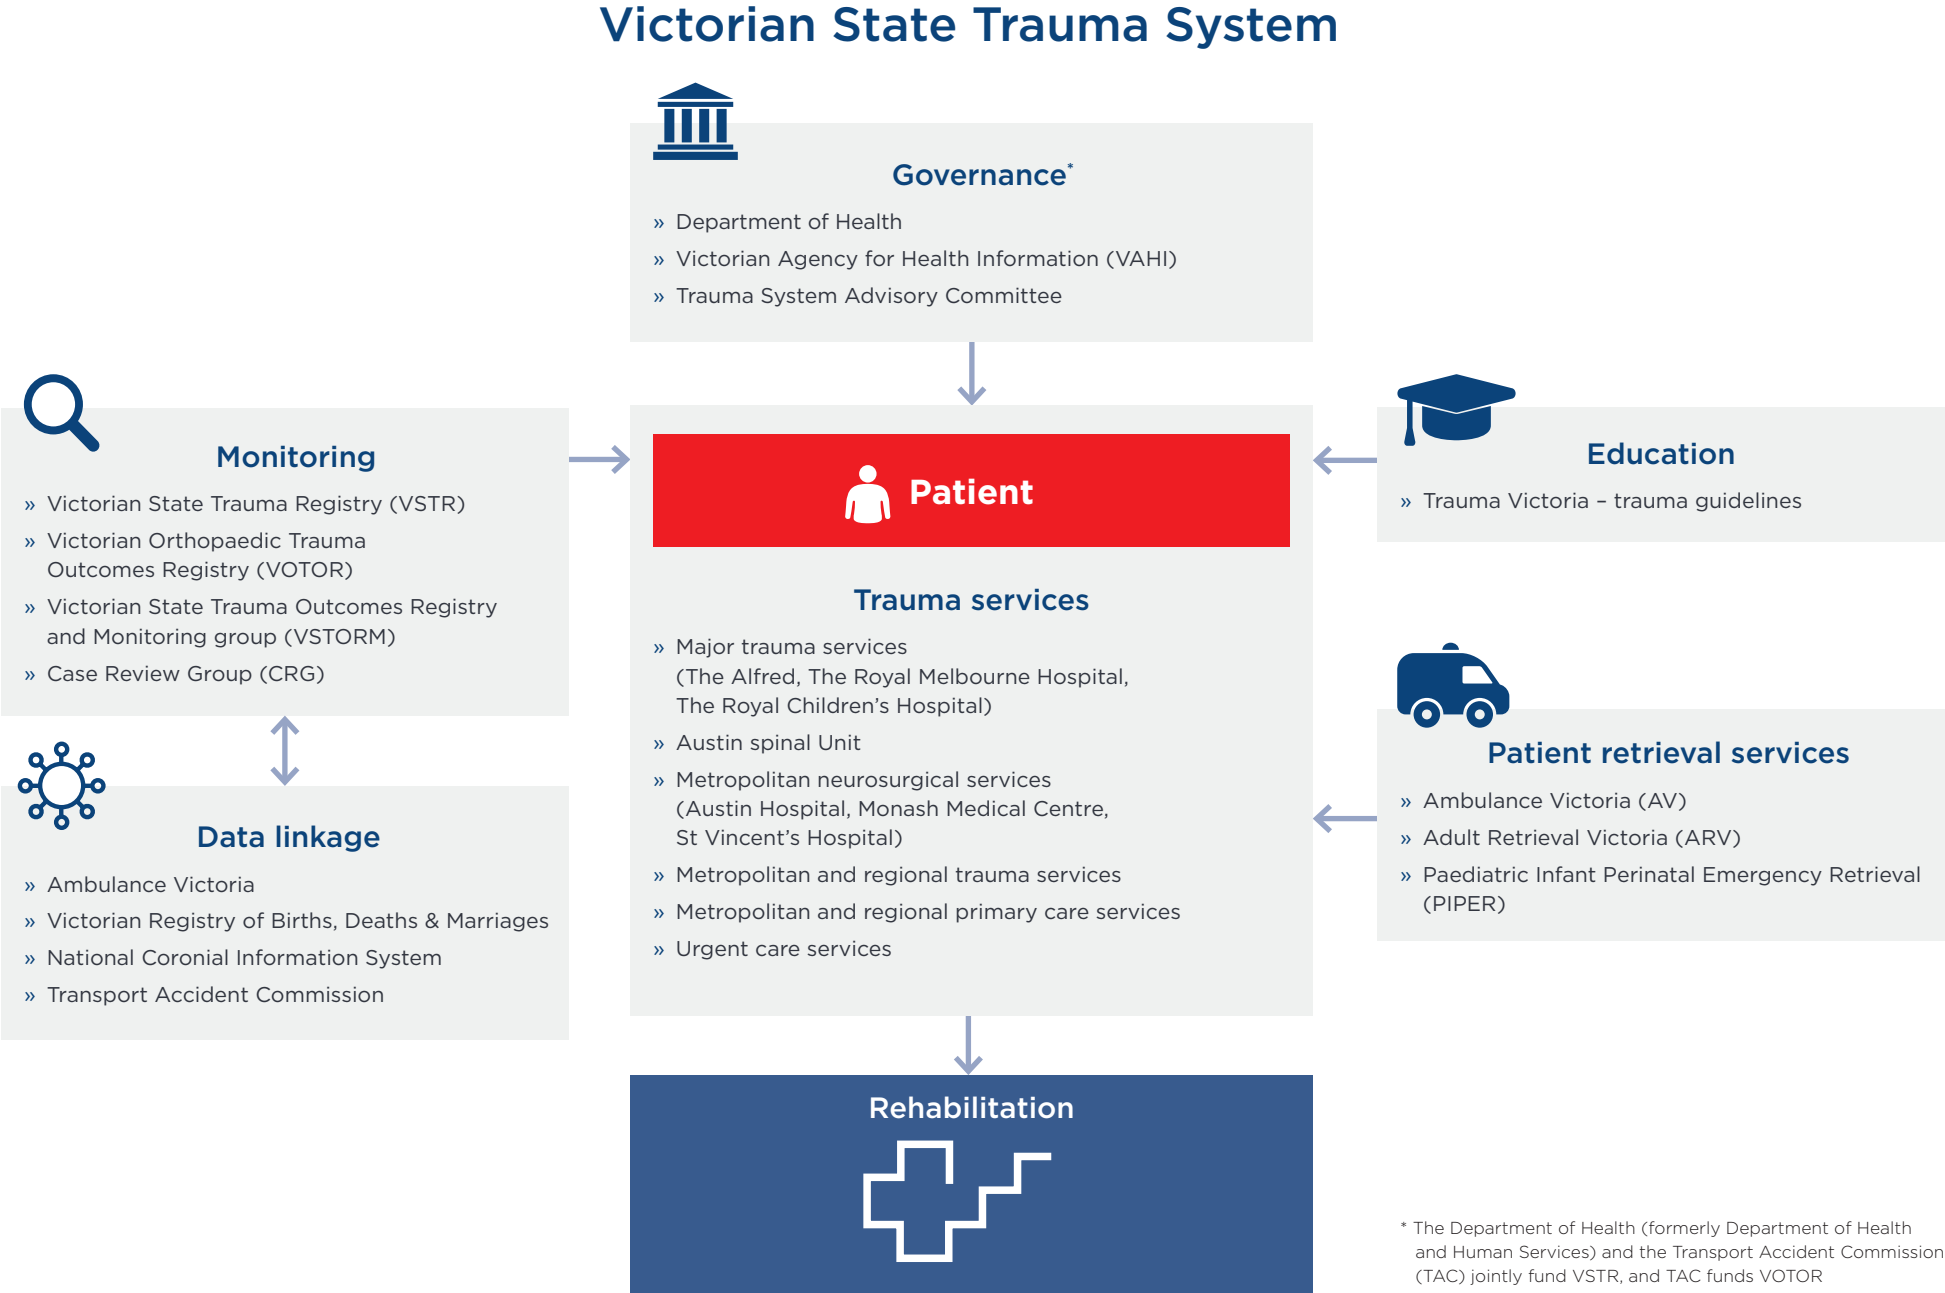 Victorian State Trauma System
Governance*
» Department of Health
» Victorian Agency for Health Information (VAHI)
» Trauma System Advisory Committee
Monitoring
» Victorian State Trauma Registry (VSTR)
» Victorian Orthopaedic Trauma
Outcomes Registry (VOTOR)
» Victorian State Trauma Outcomes Registry
and Monitoring group (VSTORM)
» Case Review Group (CRG)
Data linkage
» Ambulance Victoria
» Victorian Registry of Births, Deaths & Marriages
» National Coronial Information System
» Transport Accident Commission
Patient
Trauma services
» Major trauma services
(The Alfred, The Royal Melbourne Hospital,
The Royal Children’s Hospital)
» Austin spinal Unit
» Metropolitan neurosurgical services
(Austin Hospital, Monash Medical Centre,
St Vincent’s Hospital)
» Metropolitan and regional trauma services
» Metropolitan and regional primary care services
» Urgent care services
Education
» Trauma Victoria – trauma guidelines
Patient retrieval services
» Ambulance Victoria (AV)
» Adult Retrieval Victoria (ARV)
» Paediatric Infant Perinatal Emergency Retrieval
(PIPER)
Rehabilitation
* The Department of Health (formerly Department of Health
and Human Services) and the Transport Accident Commission
(TAC) jointly fund VSTR, and TAC funds VOTOR